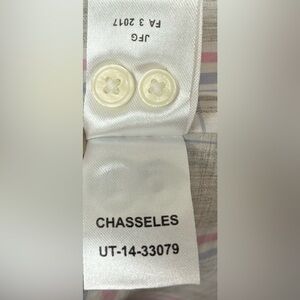 JFG
FA 3 2017
CHASSELES
UT-14-33079